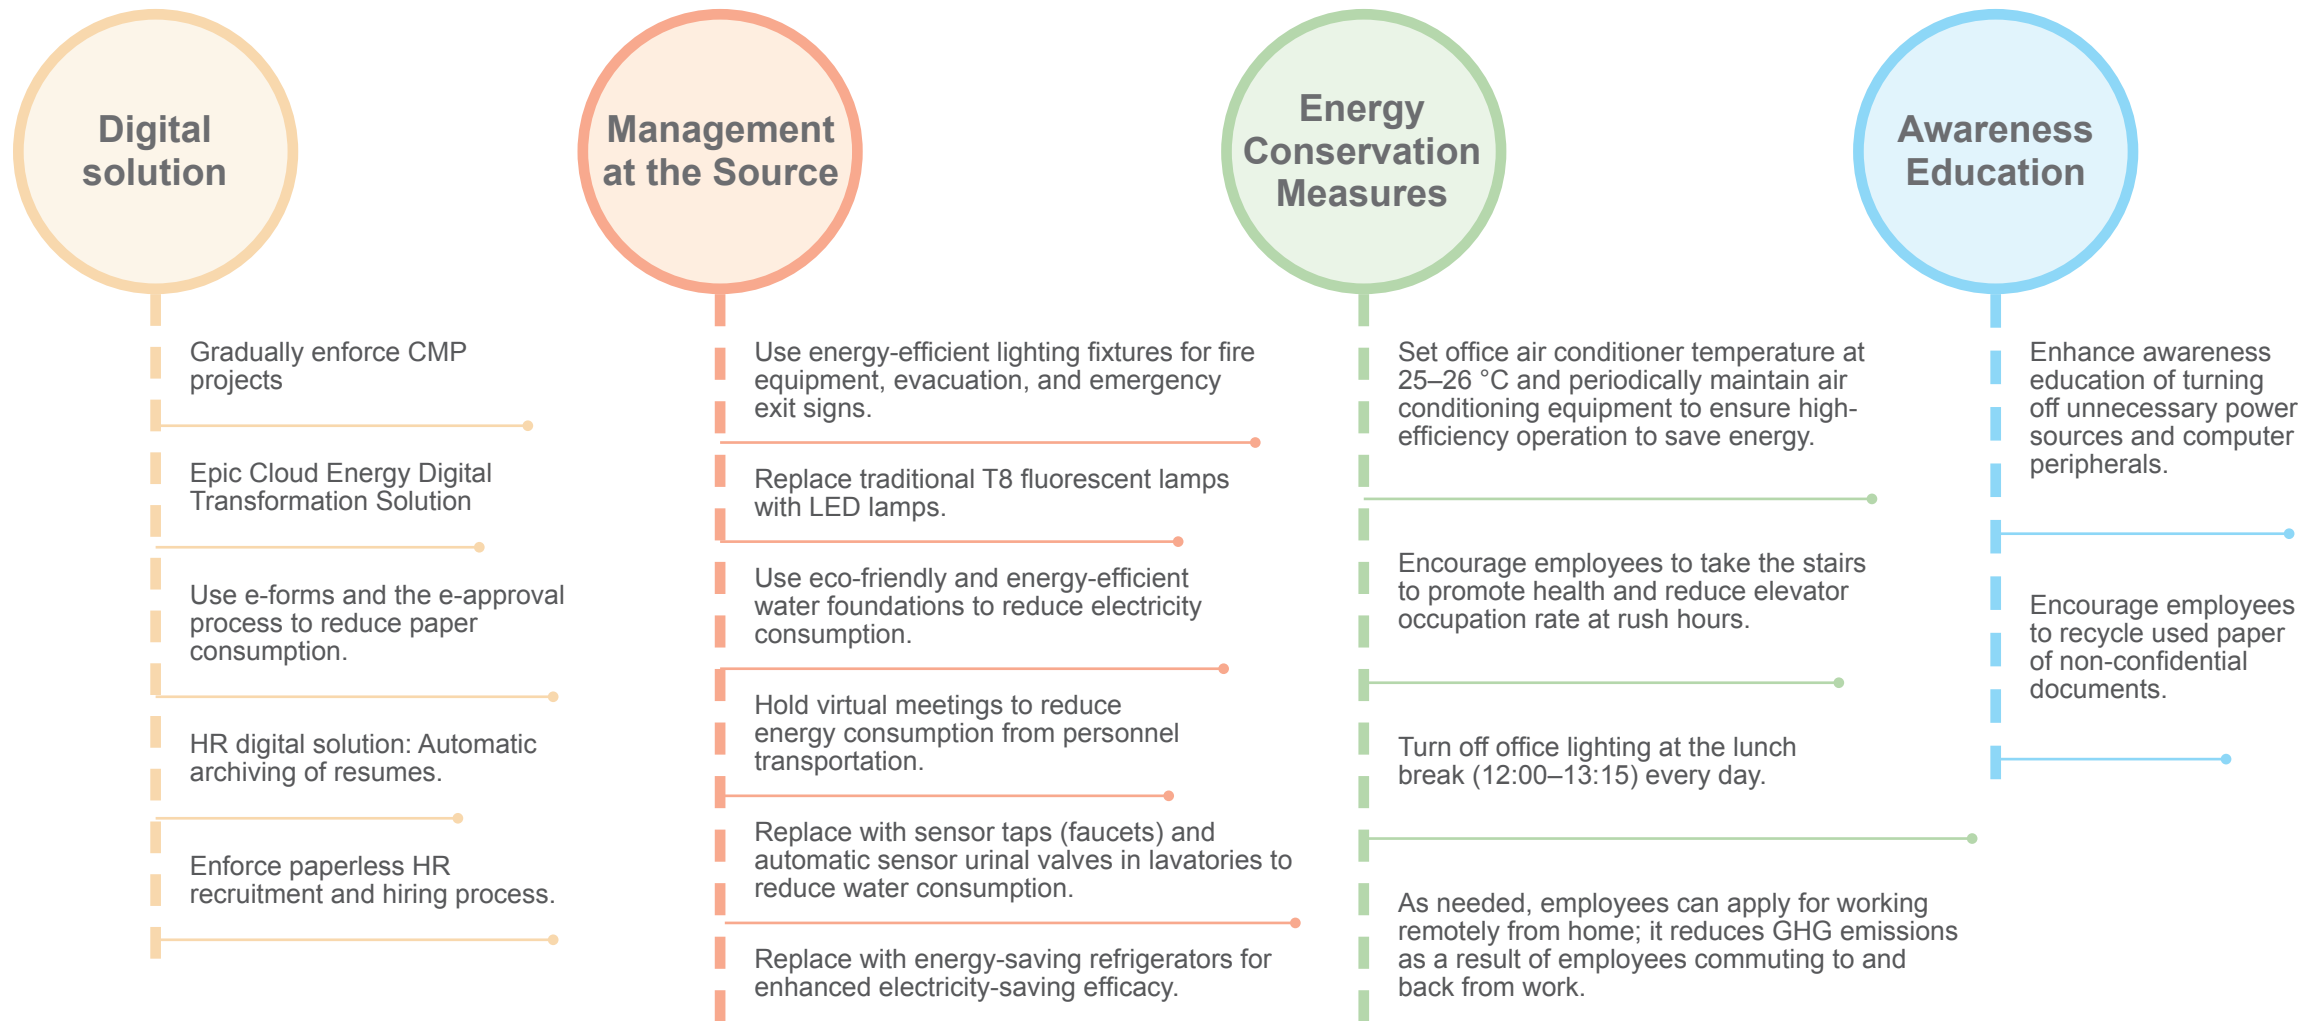 Digital
solution
Gradually enforce CMP
projects
Epic Cloud Energy Digital
Transformation Solution
Use e-forms and the e-approval
process to reduce paper
consumption.
HR digital solution: Automatic
archiving of resumes.
Enforce paperless HR
recruitment and hiring process.
Management
at the Source
Use energy-efficient lighting fixtures for fire
equipment, evacuation, and emergency
exit signs.
Replace traditional T8 fluorescent lamps
with LED lamps.
Use eco-friendly and energy-efficient
water foundations to reduce electricity
consumption.
Hold virtual meetings to reduce
energy consumption from personnel
transportation.
Replace with sensor taps (faucets) and
automatic sensor urinal valves in lavatories to
reduce water consumption.
Replace with energy-saving refrigerators for
enhanced electricity-saving efficacy.
Energy
Conservation
Measures
Set office air conditioner temperature at
25–26 °C and periodically maintain air
conditioning equipment to ensure high-
efficiency operation to save energy.
Encourage employees to take the stairs
to promote health and reduce elevator
occupation rate at rush hours.
Turn off office lighting at the lunch
break (12:00–13:15) every day.
As needed, employees can apply for working
remotely from home; it reduces GHG emissions
as a result of employees commuting to and
back from work.
Awareness
Education
Enhance awareness
education of turning
off unnecessary power
sources and computer
peripherals.
Encourage employees
to recycle used paper
of non-confidential
documents.